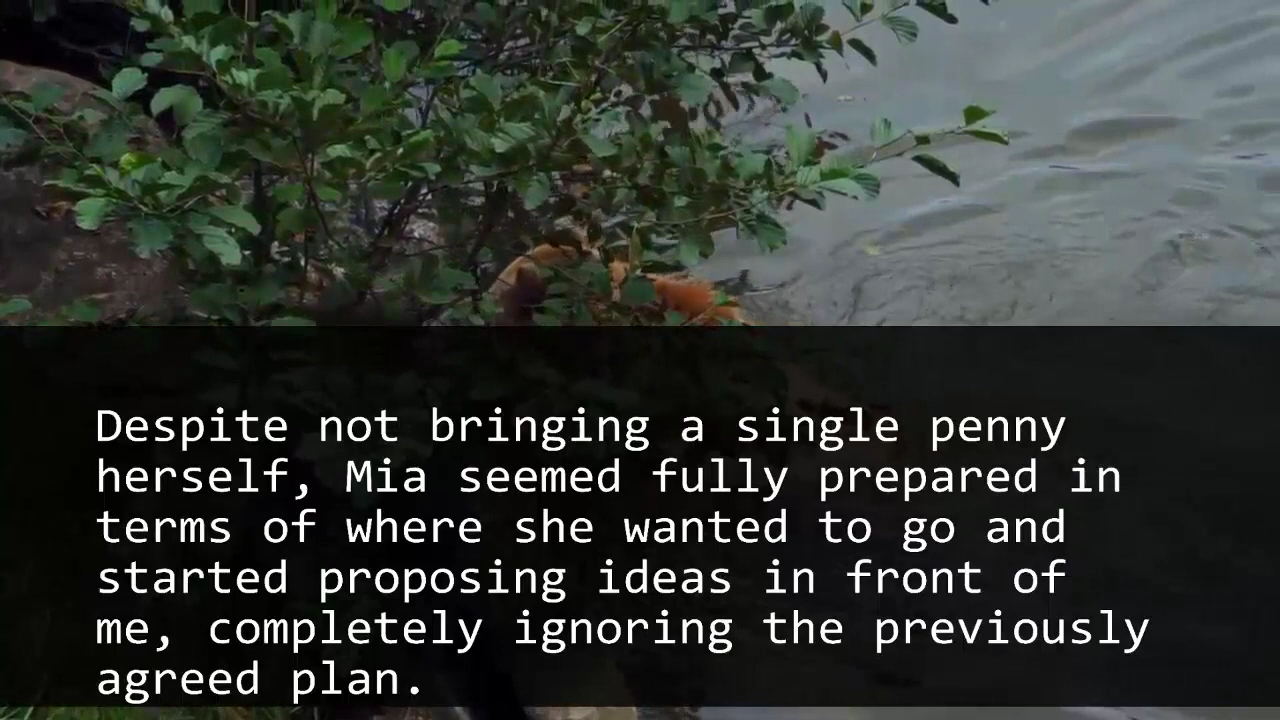 Despite not bringing a single penny
herself, Mia seemed fully prepared in
terms of where she wanted to go and
started proposing ideas in front of
me, completely ignoring the previously
agreed plan.